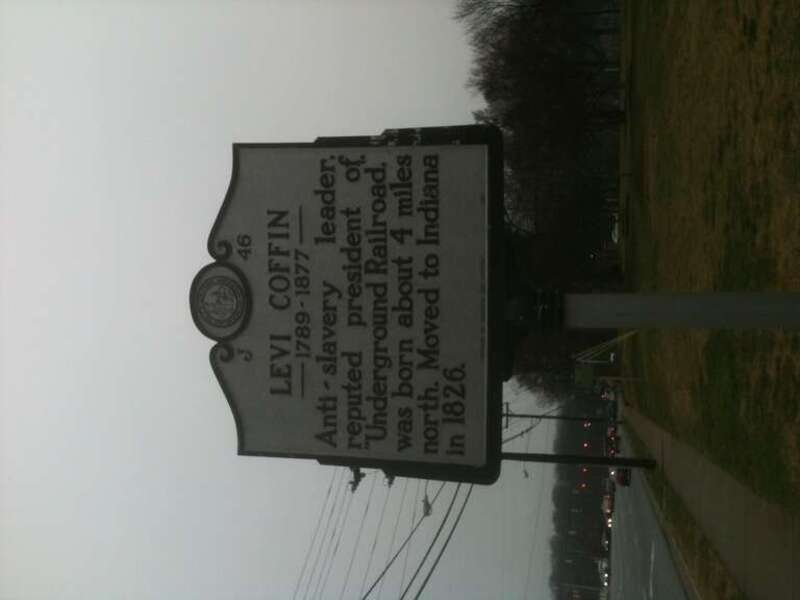 J 46
LEVI COFFIN
1789-1877
Anti-slavery leader,
reputed president of
"Underground Railroad,
was born about 4 miles
north. Moved to Indiana
in 1826.